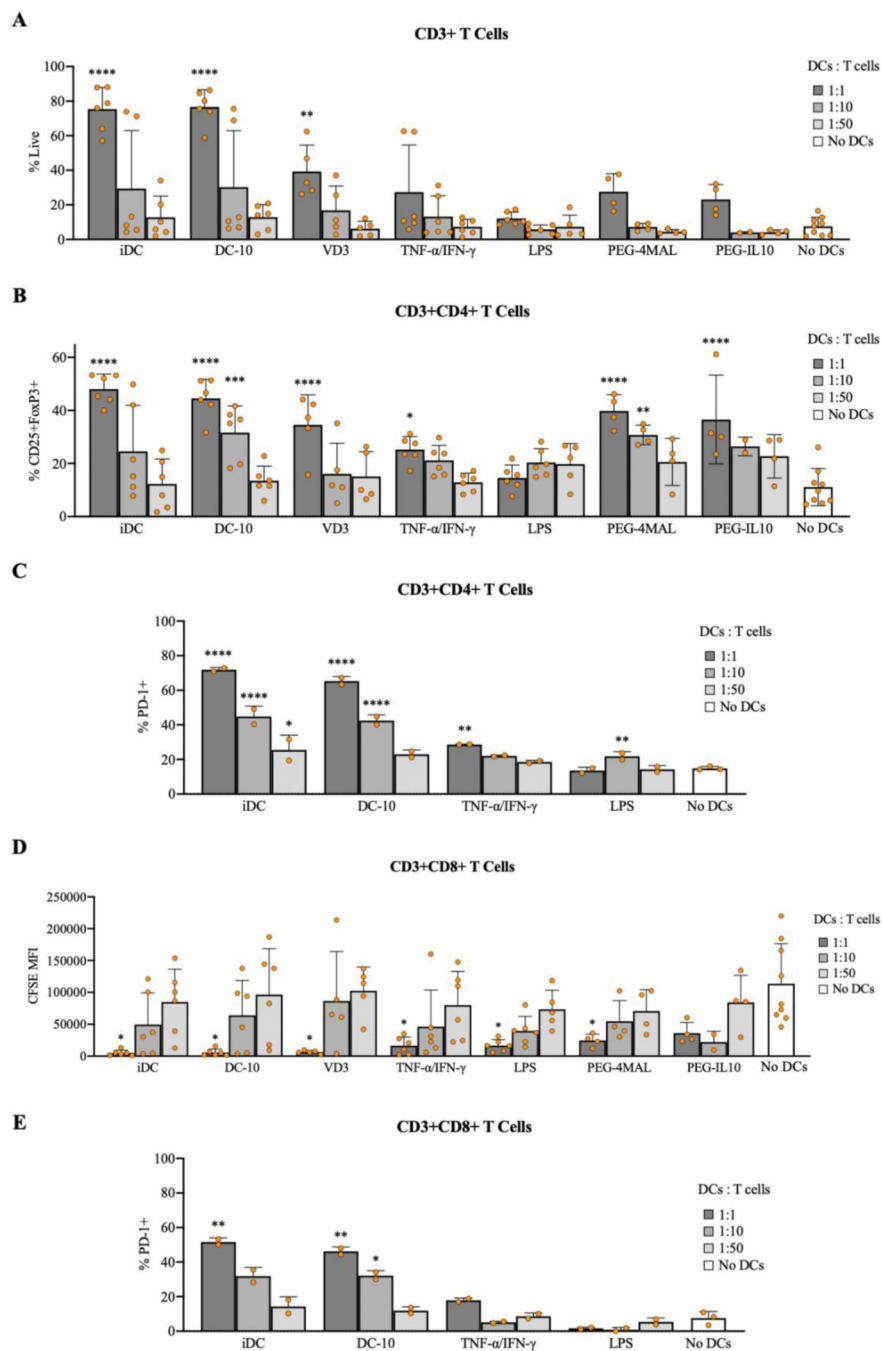 A
CD3+ T Cells
% Live
100
80
60
40
20
0
**** **** **
DCs : T cells
1:1
1:10
1:50
No DCs
iDC DC-10 VD3 TNF-α/IFN-γ LPS PEG-4MAL PEG-IL10 No DCs
B
CD3+CD4+ T Cells
% CD25+FoxP3+
60
40
20
0
**** **** *** **** * **** ** ****
DCs : T cells
1:1
1:10
1:50
No DCs
iDC DC-10 VD3 TNF-α/IFN-γ LPS PEG-4MAL PEG-IL10 No DCs
C
CD3+CD4+ T Cells
% PD-1+
100
80
60
40
20
0
**** **** * **** **** ** **
DCs : T cells
1:1
1:10
1:50
No DCs
iDC DC-10 TNF-α/IFN-γ LPS No DCs
D
CD3+CD8+ T Cells
CFSE MFI
250000
200000
150000
100000
50000
0
* * * * * *
DCs : T cells
1:1
1:10
1:50
No DCs
iDC DC-10 VD3 TNF-α/IFN-γ LPS PEG-4MAL PEG-IL10 No DCs
E
CD3+CD8+ T Cells
% PD-1+
100
80
60
40
20
0
** ** *
DCs : T cells
1:1
1:10
1:50
No DCs
iDC DC-10 TNF-α/IFN-γ LPS No DCs